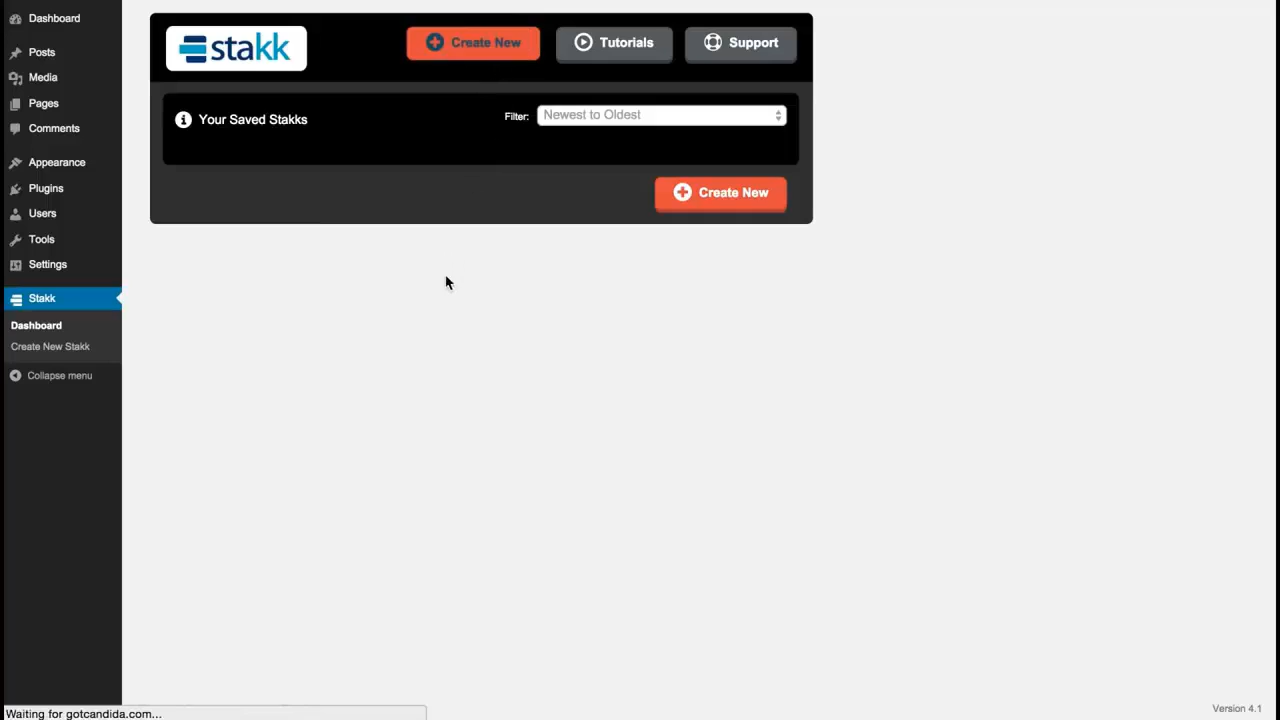 Dashboard
Posts
Media
Pages
Comments
Appearance
Plugins
Users
Tools
Settings
Stakk
Dashboard
Create New Stakk
Collapse menu
stakk
Create New
Tutorials
Support
Your Saved Stakks
Filter:
Newest to Oldest
Create New
Waiting for gotcandida.com...
Version 4.1